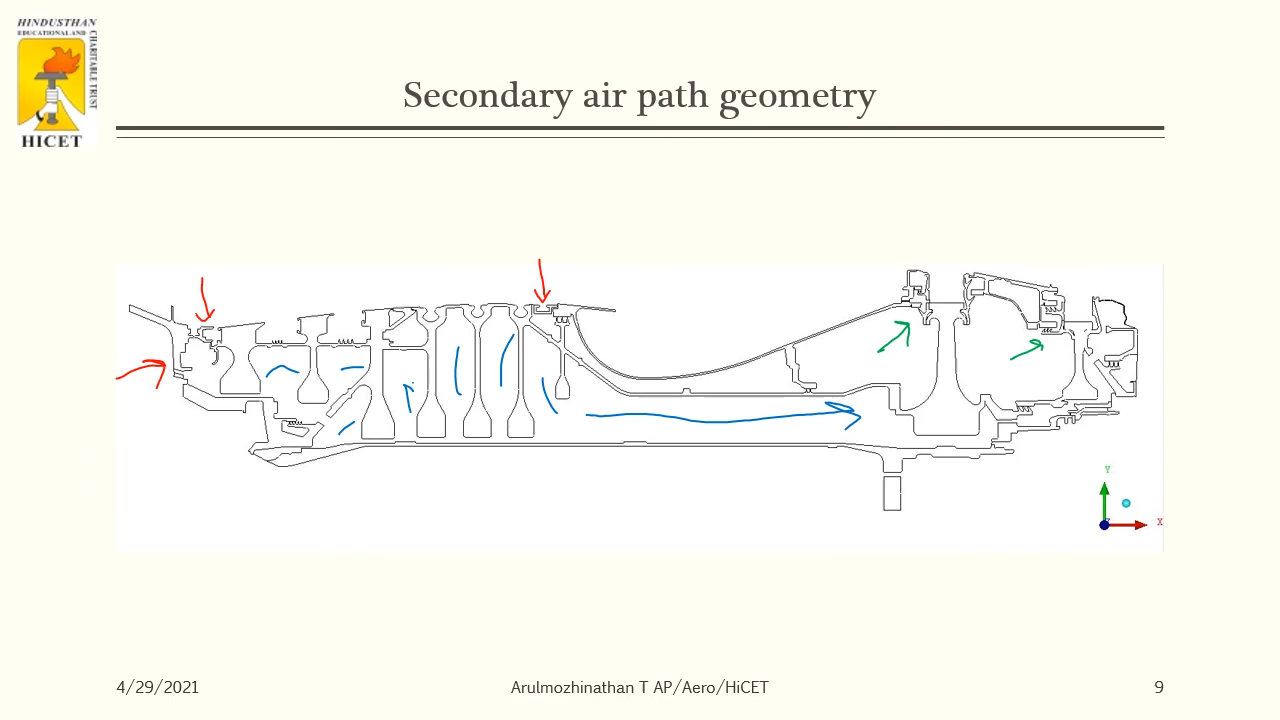 HINDUSTHAN
EDUCATIONAL AND
CHARITABLE TRUST
HICET
Secondary air path geometry
Y
X
4/29/2021
Arulmozhinathan T AP/Aero/HiCET
9